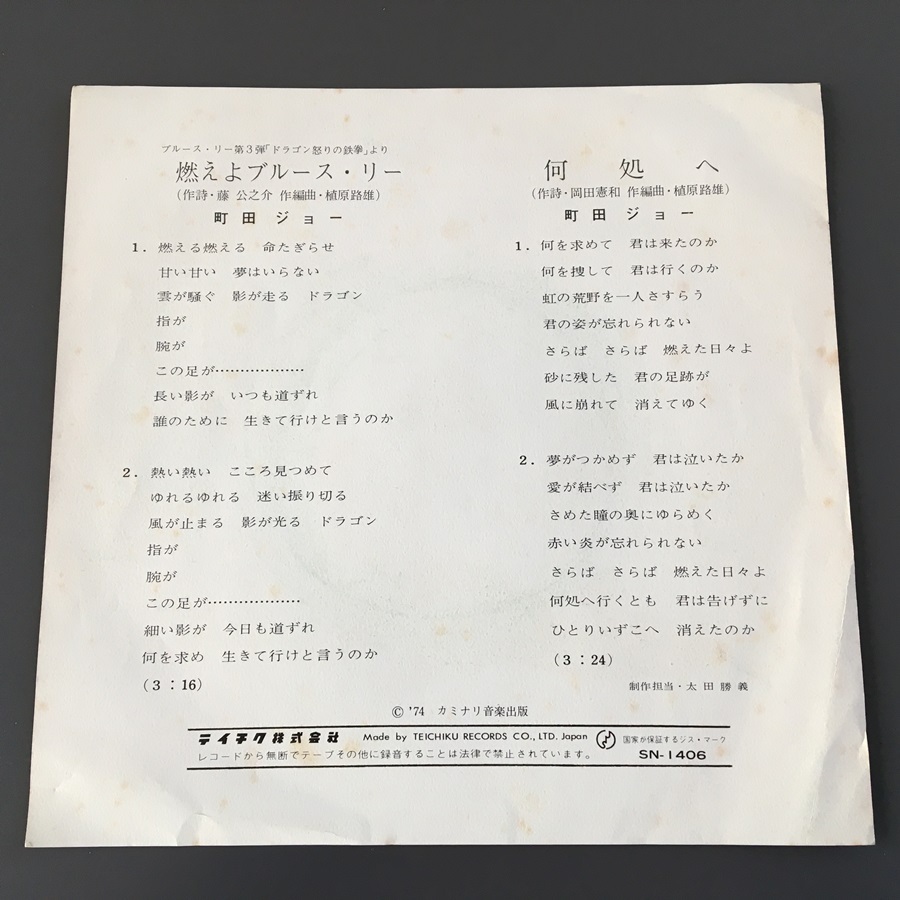 ブルース・リー第3弾「ドラゴン怒りの鉄拳」より
燃えよブルース・リー
(作詩・藤 公之介 作編曲・植原路雄)
町田ジョー
1. 燃える燃える 命たぎらせ
甘い甘い 夢はいらない
雲が騒ぐ 影が走る ドラゴン
指が
腕が
この足が………………
長い影が いつも道ずれ
誰のために 生きて行けと言うのか
2. 熱い熱い こころ見つめて
ゆれるゆれる 迷い振り切る
風が止まる 影が光る ドラゴン
指が
腕が
この足が………………
細い影が 今日も道ずれ
何を求め 生きて行けと言うのか
(3:16)
何処へ
(作詩・岡田憲和 作編曲・植原路雄)
町田ジョー
1. 何を求めて 君は来たのか
何を捜して 君は行くのか
虹の荒野を一人さすらう
君の姿が忘れられない
さらば さらば 燃えた日々よ
砂に残した 君の足跡が
風に崩れて 消えてゆく
2. 夢がつかめず 君は泣いたか
愛が結べず 君は泣いたか
さめた瞳の奥にゆらめく
赤い炎が忘れられない
さらば さらば 燃えた日々よ
何処へ行くとも 君は告げずに
ひとりいずこへ 消えたのか
(3:24)
制作担当・太田勝義
© '74 カミナリ音楽出版
テイチク株式会社 Made by TEICHIKU RECORDS CO., LTD. Japan 国家が保証するジス・マーク
レコードから無断でテープその他に録音することは法律で禁止されています。 SN-1406